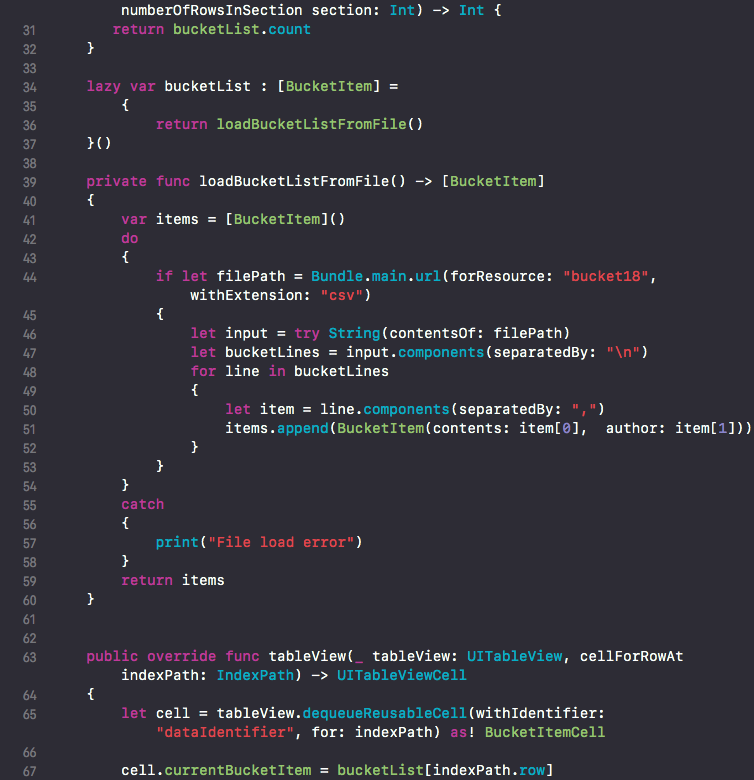 numberOfRowsInSection section: Int) -> Int {
31 return bucketList.count
32 }
33
34 lazy var bucketList : [BucketItem] =
35 {
36 return loadBucketListFromFile()
37 }()
38
39 private func loadBucketListFromFile() -> [BucketItem]
40 {
41 var items = [BucketItem]()
42 do
43 {
44 if let filePath = Bundle.main.url(forResource: "bucket18",
withExtension: "csv")
45 {
46 let input = try String(contentsOf: filePath)
47 let bucketLines = input.components(separatedBy: "\n")
48 for line in bucketLines
49 {
50 let item = line.components(separatedBy: ",")
51 items.append(BucketItem(contents: item[0],  author: item[1]))
52 }
53 }
54 }
55 catch
56 {
57 print("File load error")
58 }
59 return items
60 }
61
62
63 public override func tableView(_ tableView: UITableView, cellForRowAt
indexPath: IndexPath) -> UITableViewCell
64 {
65 let cell = tableView.dequeueReusableCell(withIdentifier:
"dataIdentifier", for: indexPath) as! BucketItemCell
66
67 cell.currentBucketItem = bucketList[indexPath.row]